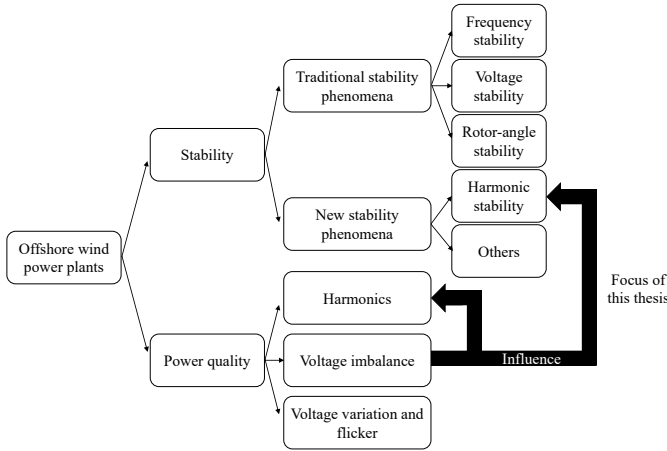 Frequency
stability
Traditional stability
phenomena
Voltage
stability
Rotor-angle
stability
Stability
Harmonic
stability
New stability
phenomena
Others
Offshore wind
power plants
Focus of
this thesis
Harmonics
Power quality
Voltage imbalance
Influence
Voltage variation and
flicker